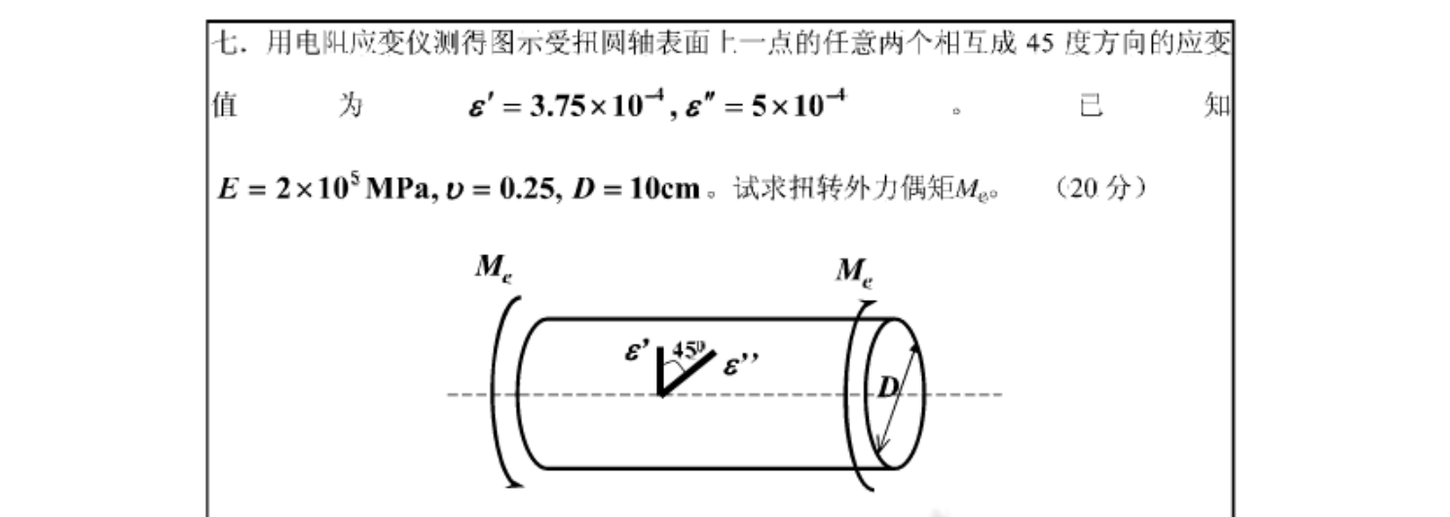 七. 用电阻应变仪测得图示受扭圆轴表面上一点的任意两个相互成 45 度方向的应变
值 为 ε′ = 3.75×10⁻⁴, ε″ = 5×10⁻⁴ 。 已 知
E = 2×10⁵ MPa, υ = 0.25, D = 10cm 。试求扭转外力偶矩Mₑ。 （20 分）
Mₑ Mₑ
ε’ 45⁰ ε’’
D